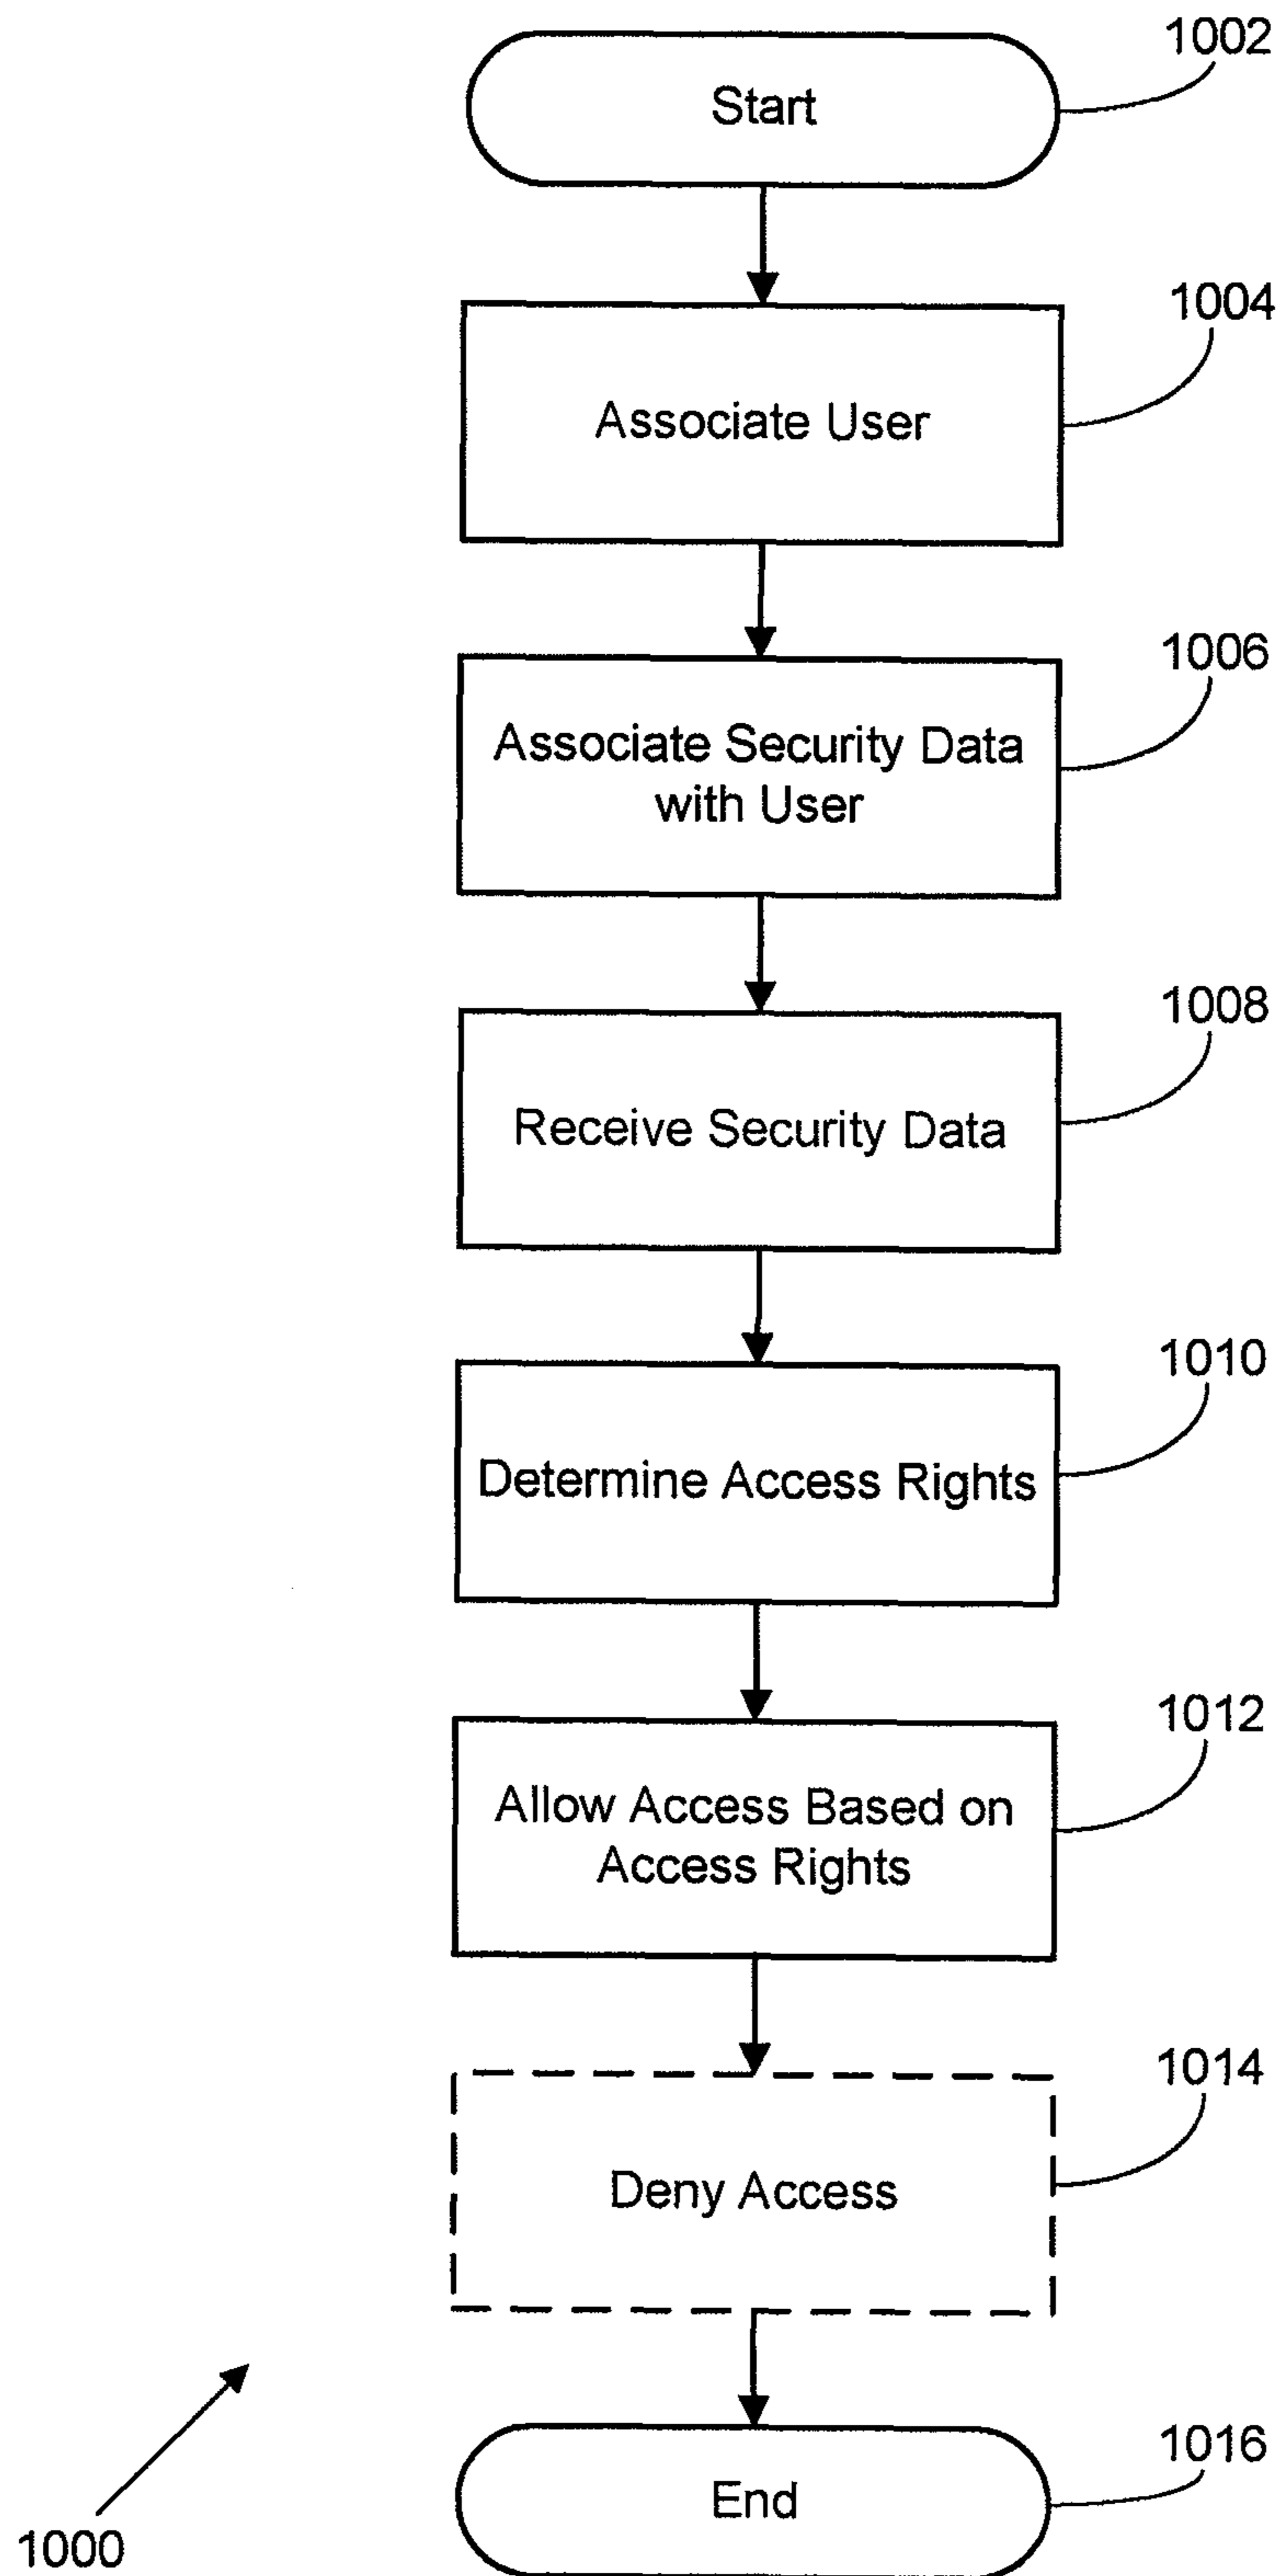 1002
Start
1004
Associate User
1006
Associate Security Data
with User
1008
Receive Security Data
1010
Determine Access Rights
1012
Allow Access Based on
Access Rights
1014
Deny Access
1016
End
1000